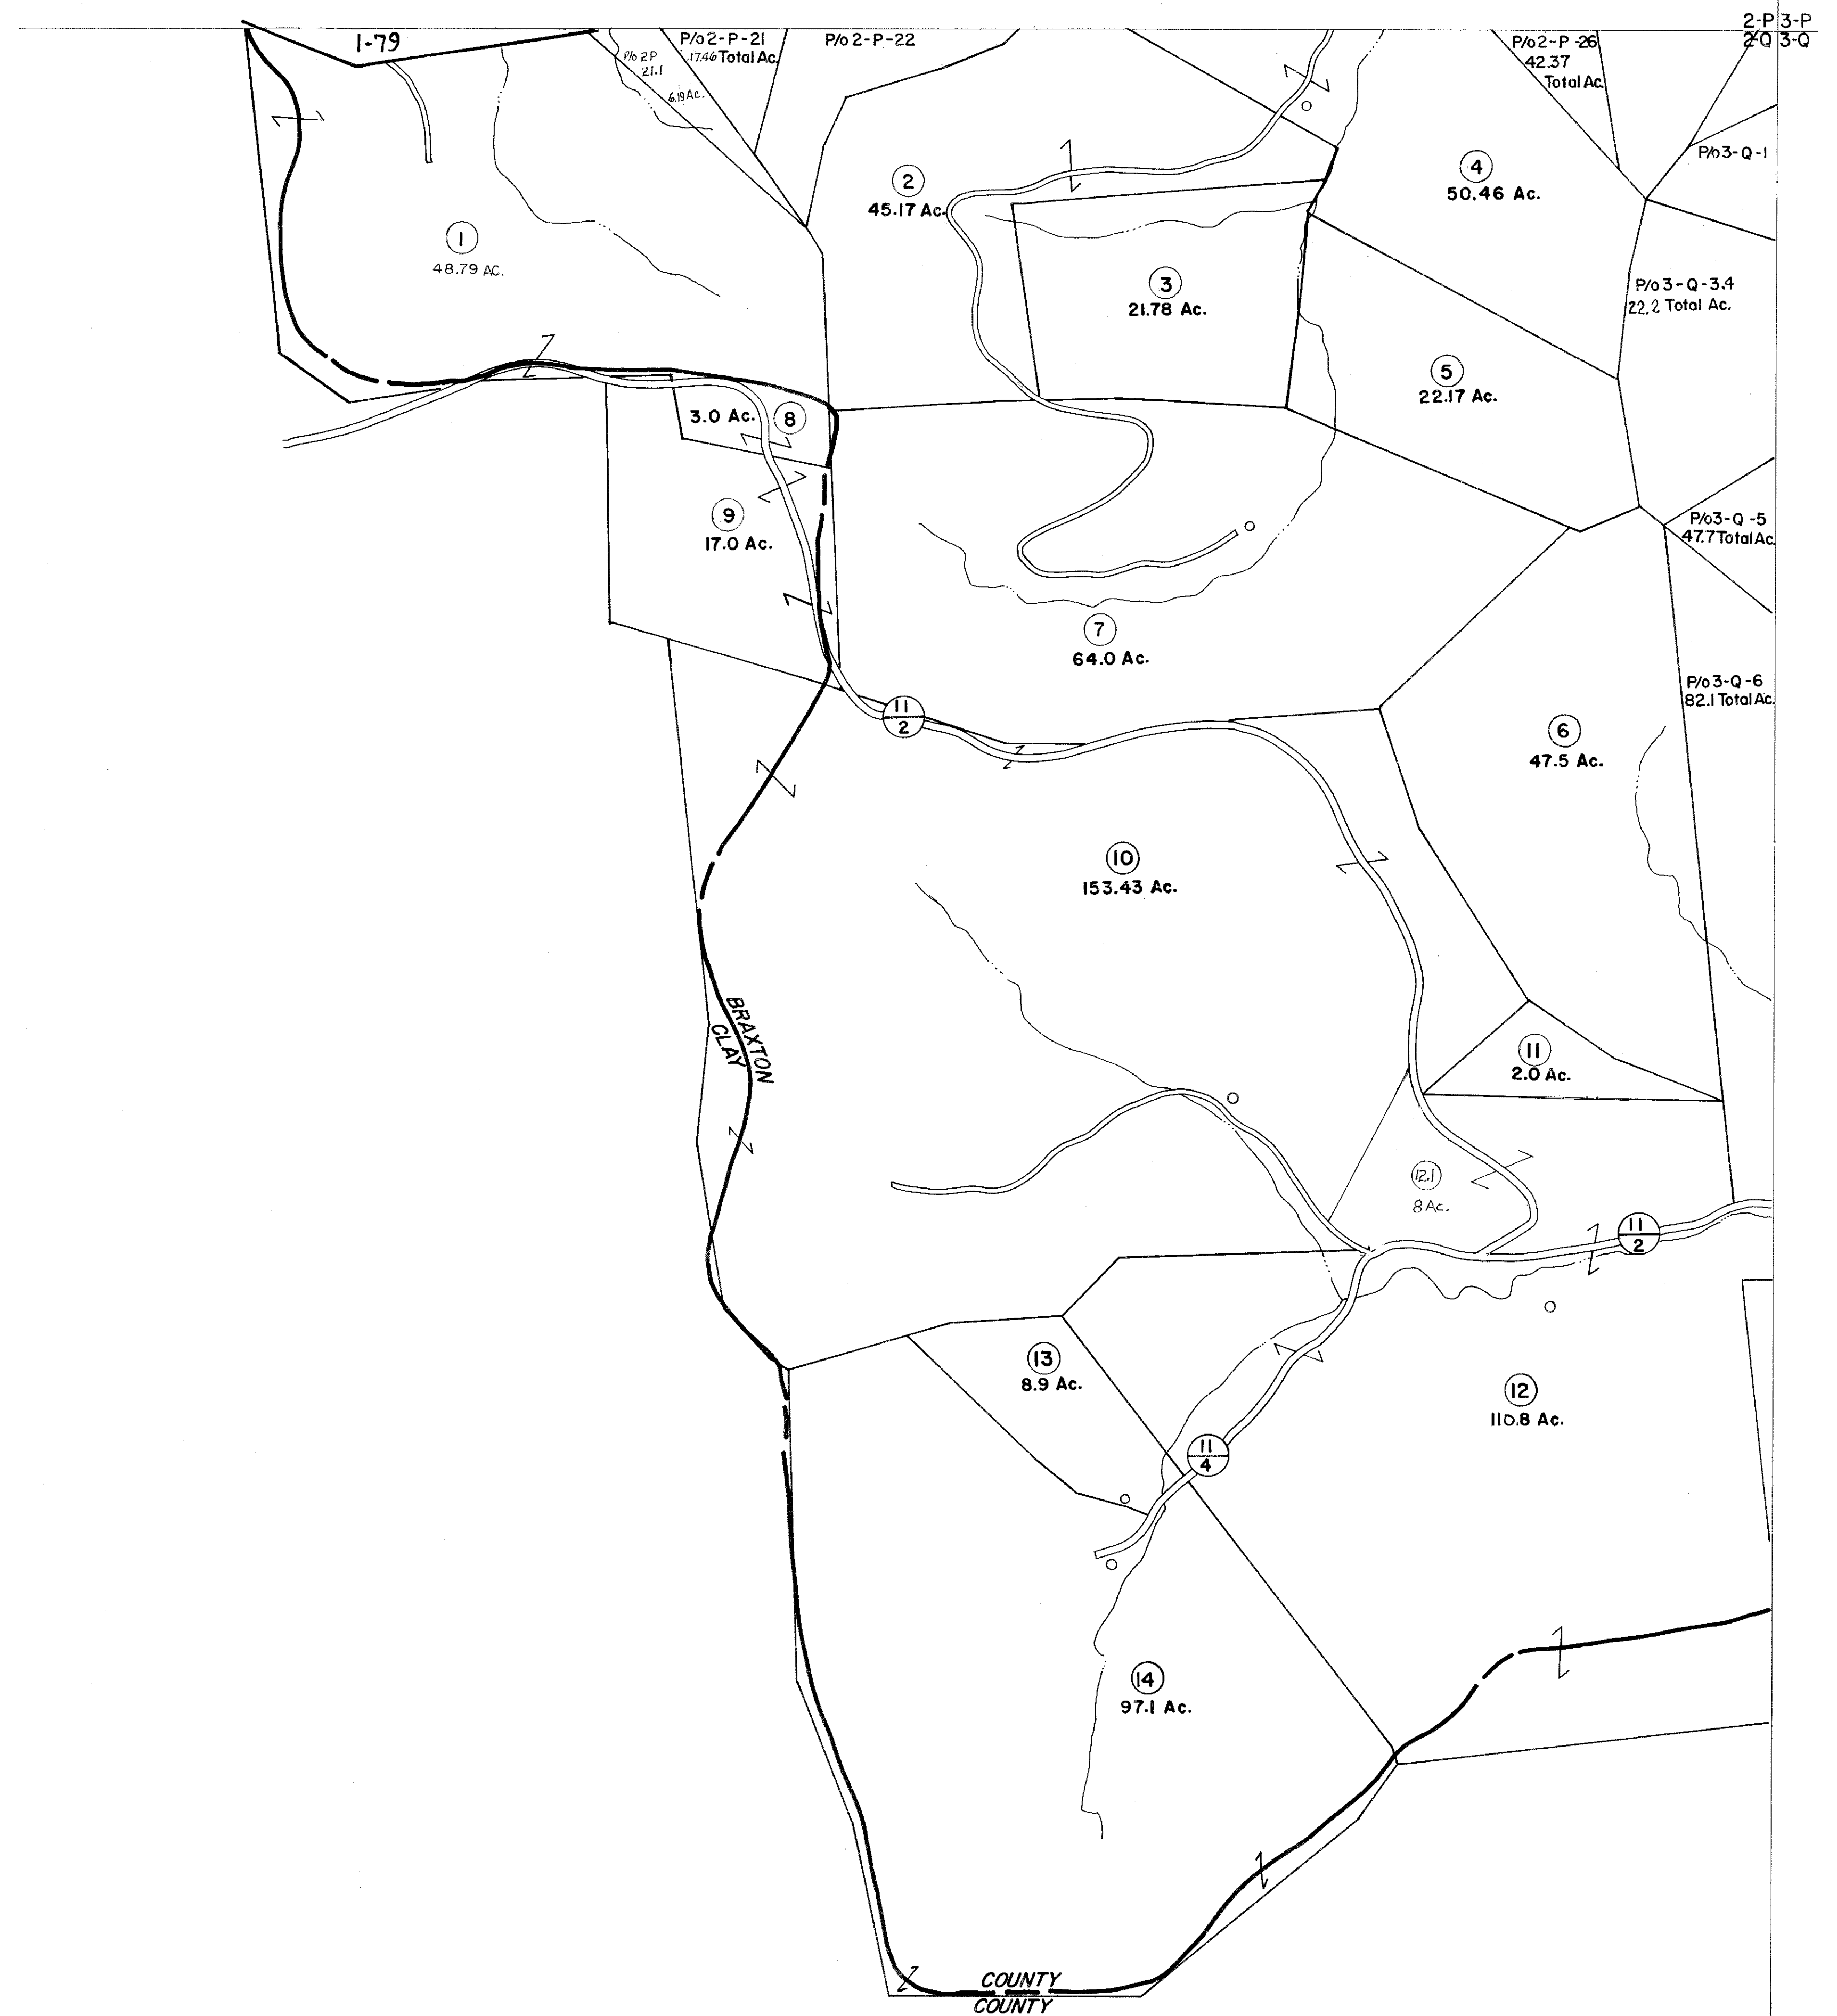 2-P 3-P
2-Q 3-Q
1-79
P/o 2P
21.1
6.19 Ac.
P/o 2-P-21
17.46 Total Ac.
P/o 2-P-22
P/o 2-P-26
42.37
Total Ac.
P/o 3-Q-1
1
48.79 AC.
2
45.17 Ac.
4
50.46 Ac.
3
21.78 Ac.
P/o 3-Q-3.4
22.2 Total Ac.
5
22.17 Ac.
3.0 Ac. 8
9
17.0 Ac.
P/o 3-Q-5
47.7 Total Ac.
7
64.0 Ac.
P/o 3-Q-6
82.1 Total Ac.
11
2
6
47.5 Ac.
10
153.43 Ac.
BRAXTON
CLAY
11
2.0 Ac.
12.1
8 Ac.
11
2
13
8.9 Ac.
12
110.8 Ac.
11
4
14
97.1 Ac.
COUNTY
COUNTY